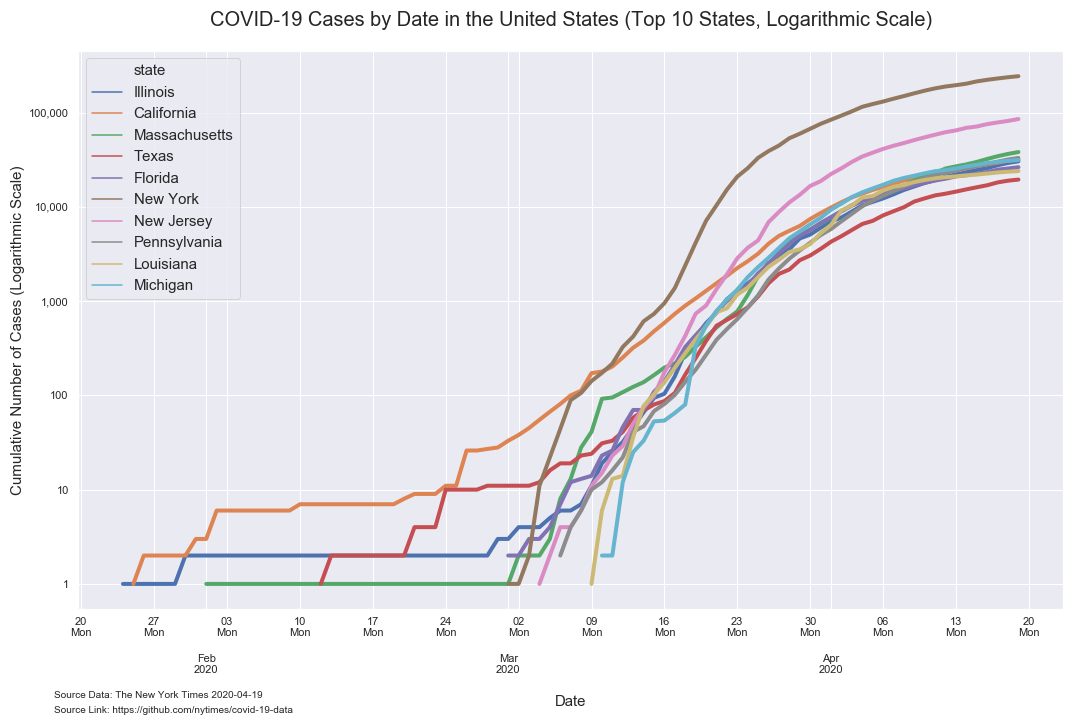 COVID-19 Cases by Date in the United States (Top 10 States, Logarithmic Scale)
Cumulative Number of Cases (Logarithmic Scale)
100,000
10,000
1,000
100
10
1
state
Illinois
California
Massachusetts
Texas
Florida
New York
New Jersey
Pennsylvania
Louisiana
Michigan
20 27 03 10 17 24 02 09 16 23 30 06 13 20
Mon Mon Mon Mon Mon Mon Mon Mon Mon Mon Mon Mon Mon Mon
Feb Mar Apr
2020 2020 2020
Date
Source Data: The New York Times 2020-04-19
Source Link: https://github.com/nytimes/covid-19-data